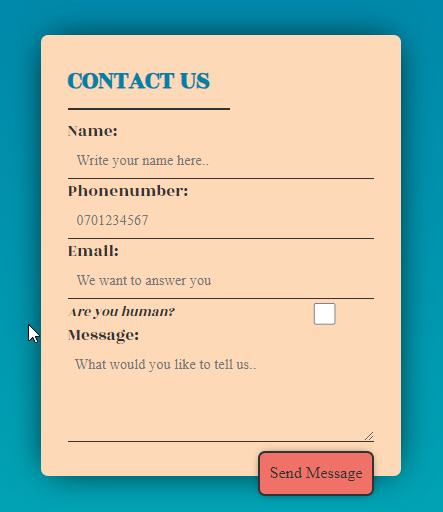 CONTACT US
Name:
Write your name here..
Phonenumber:
0701234567
Email:
We want to answer you
Are you human?
Message:
What would you like to tell us..
Send Message